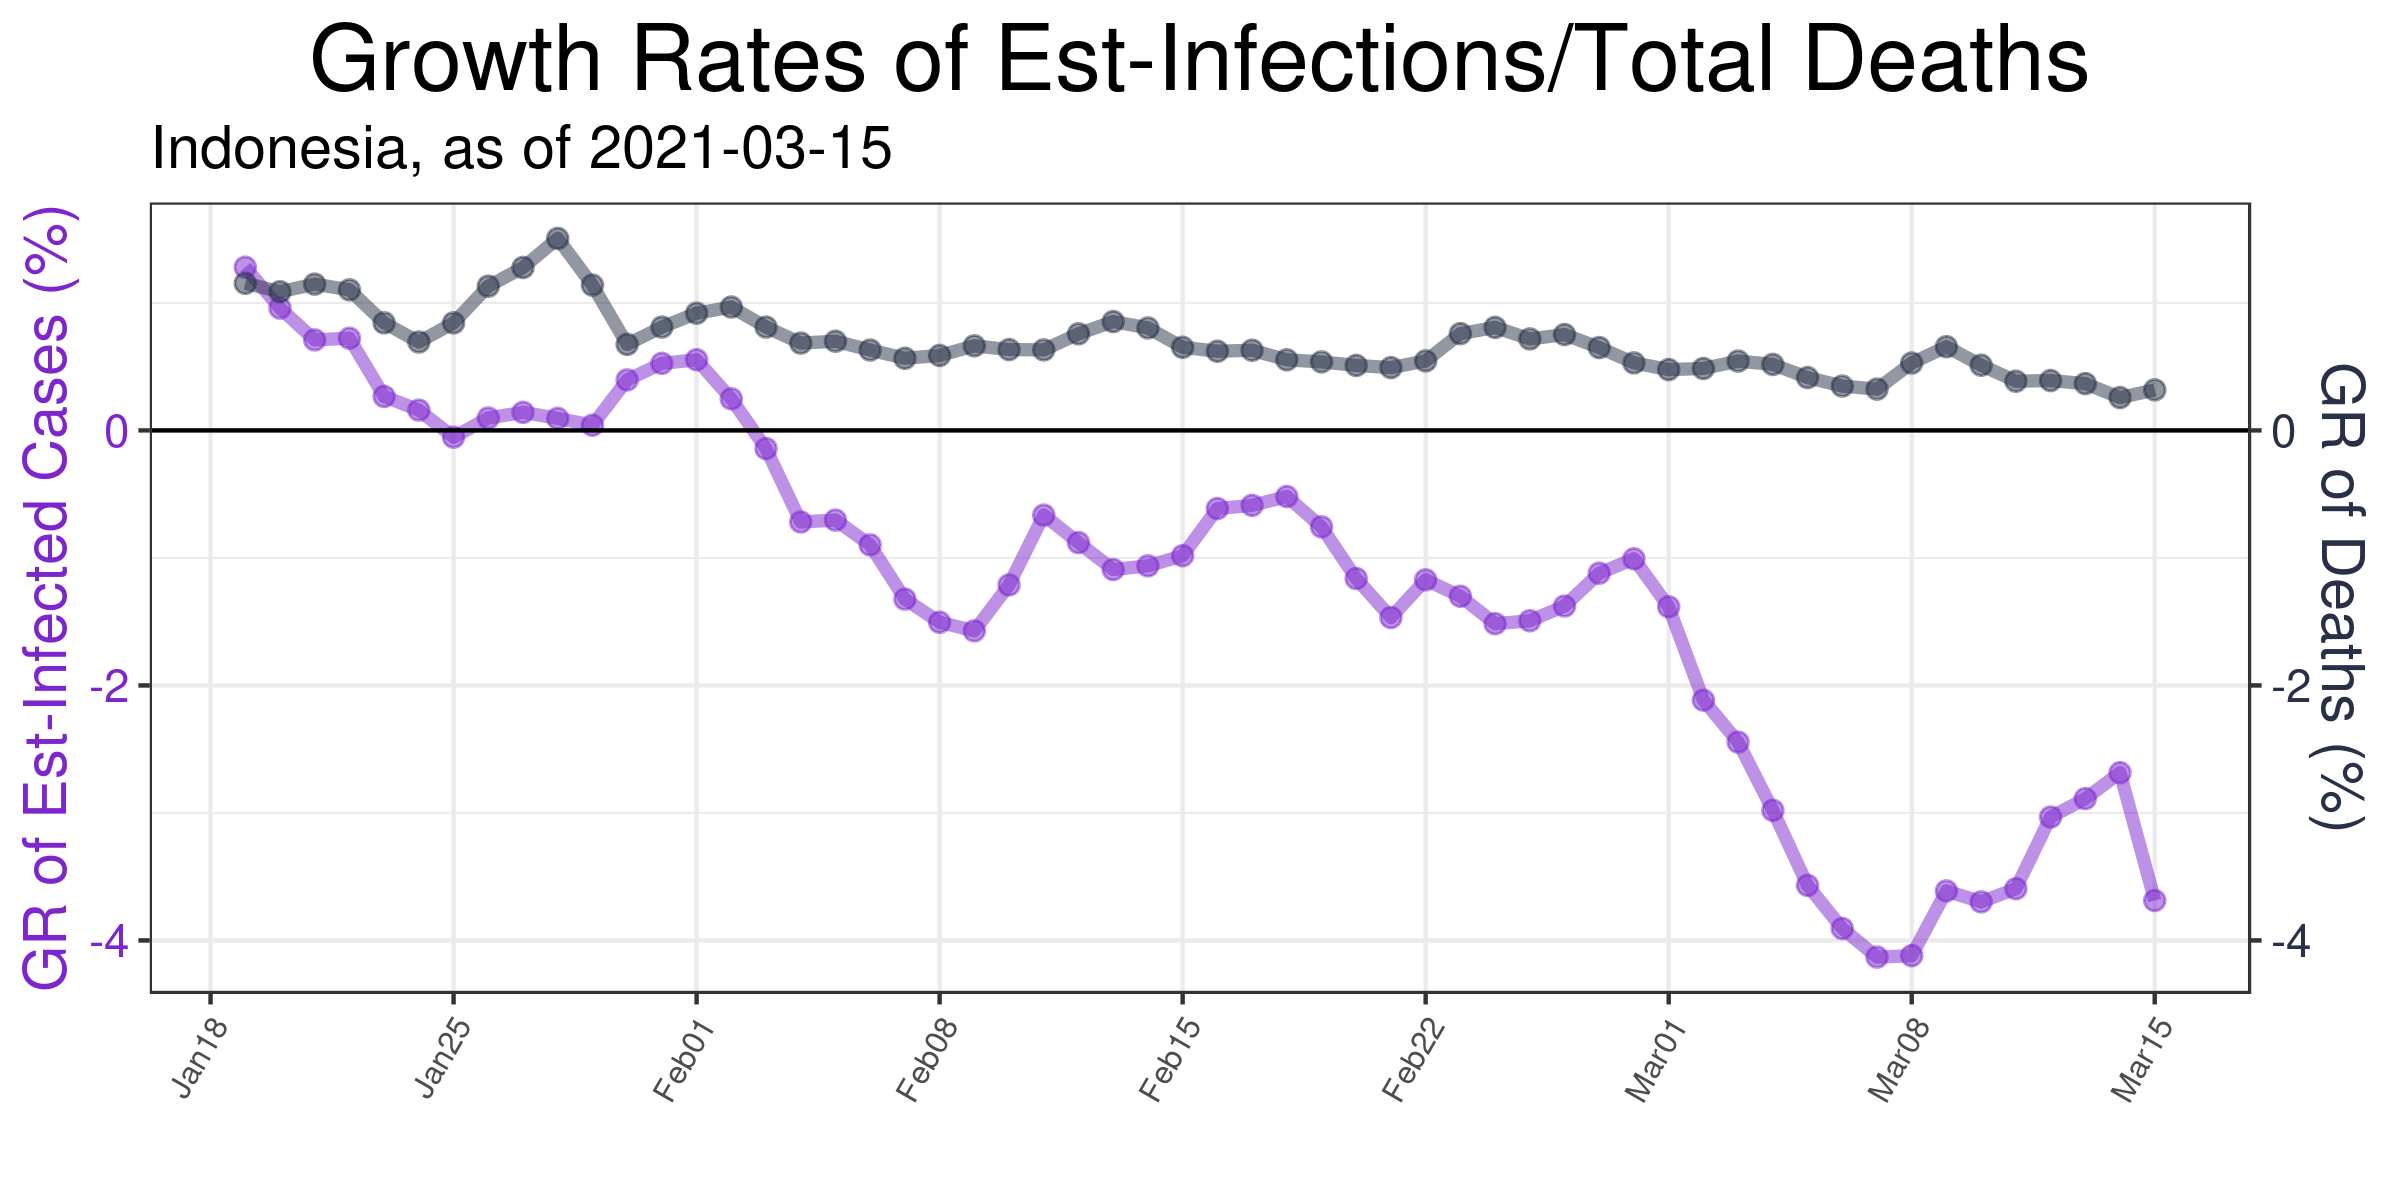 Growth Rates of Est-Infections/Total Deaths
Indonesia, as of 2021-03-15
GR of Est-Infected Cases (%)
0
-2
-4
0
-2
-4
GR of Deaths (%)
Jan18
Jan25
Feb01
Feb08
Feb15
Feb22
Mar01
Mar08
Mar15